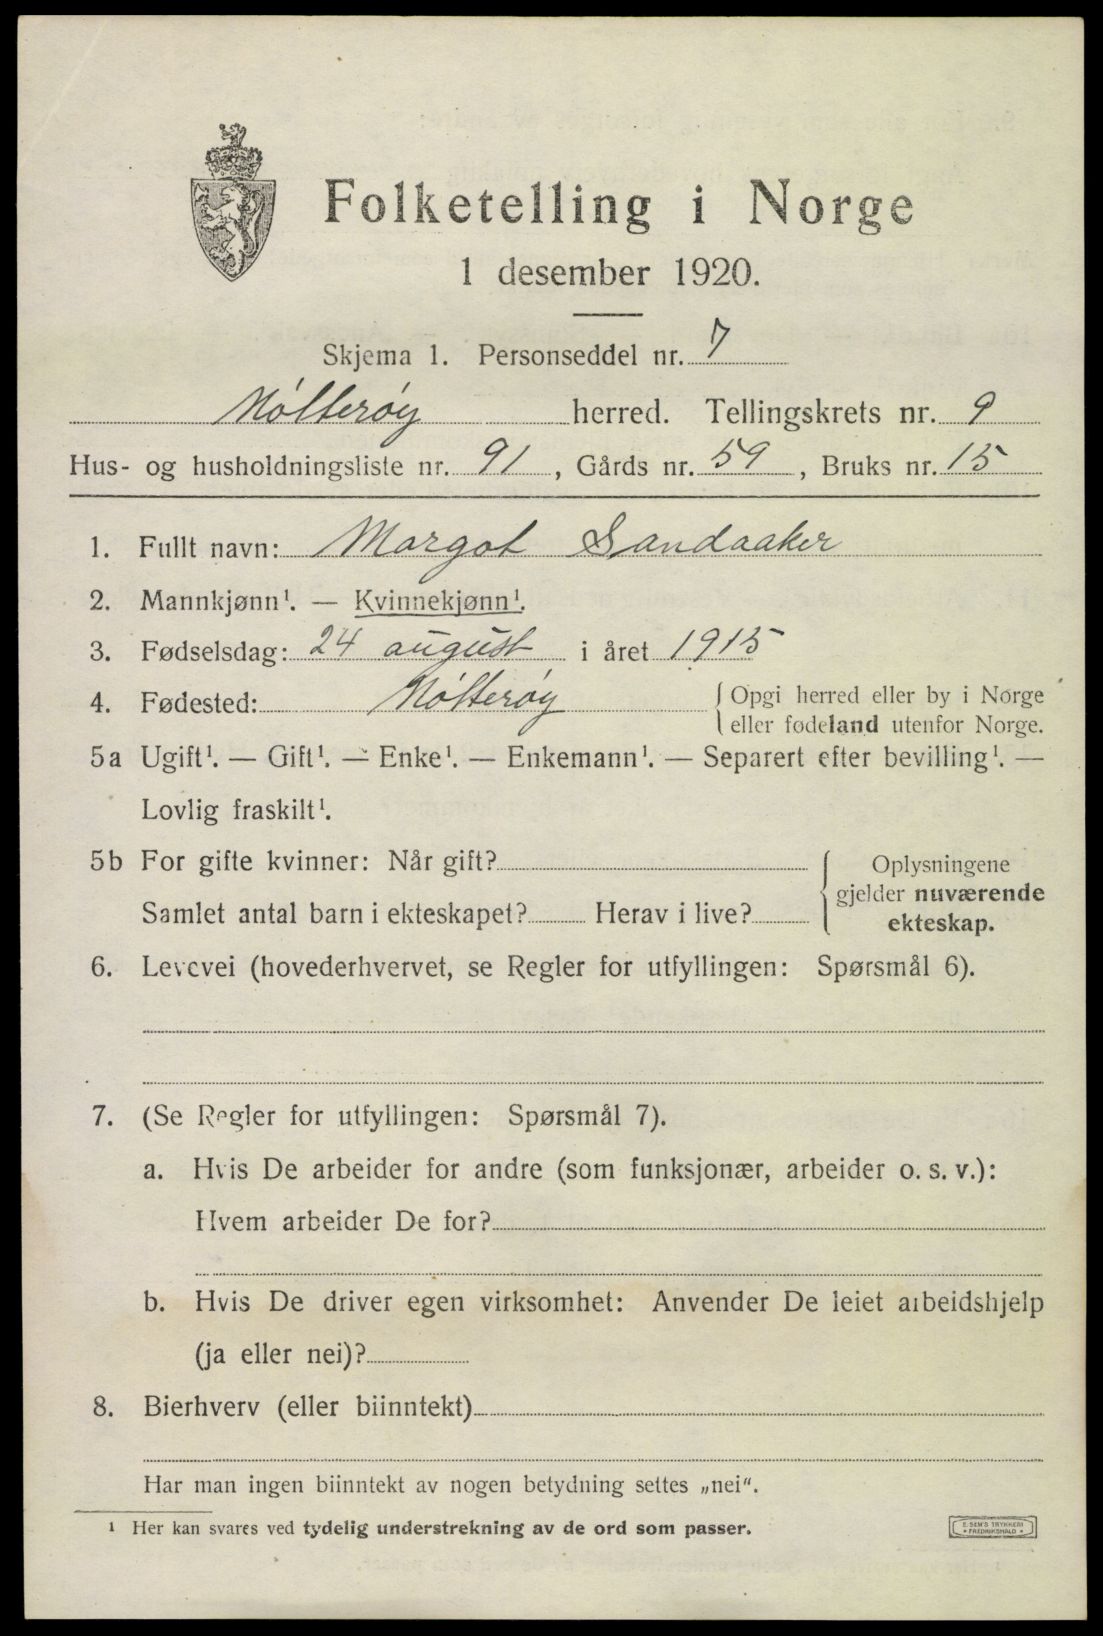 Folketelling i Norge
1 desember 1920.
Skjema 1. Personseddel nr. 7
Nótterøy herred. Tellingskrets nr. 9
Hus- og husholdningsliste nr. 91, Gårds nr. 59, Bruks nr. 15
1. Fullt navn: Margot Sandaaker
2. Mannkjønn¹. — Kvinnekjønn¹.
3. Fødselsdag: 24 august i året 1915
4. Fødested: Nótterøy { Opgi herred eller by i Norge
eller fødeland utenfor Norge.
5a Ugift¹. — Gift¹. — Enke¹. — Enkemann¹. — Separert efter bevilling¹. —
Lovlig fraskilt¹.
5b For gifte kvinner: Når gift?
Samlet antal barn i ekteskapet? Herav i live?
{ Oplysningene
gjelder nuværende
ekteskap.
6. Levevei (hovederhvervet, se Regler for utfyllingen: Spørsmål 6).
7. (Se Regler for utfyllingen: Spørsmål 7).
a. Hvis De arbeider for andre (som funksjonær, arbeider o. s. v.):
Hvem arbeider De for?
b. Hvis De driver egen virksomhet: Anvender De leiet arbeidshjelp
(ja eller nei)?
8. Bierhverv (eller biinntekt)
Har man ingen biinntekt av nogen betydning settes „nei".
¹ Her kan svares ved tydelig understrekning av de ord som passer.
E. SEM'S TRYKKERI
• FREDRIKSHALD •